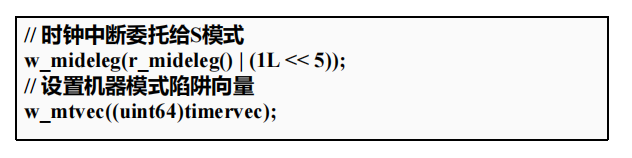 // 时钟中断委托给S模式
w_mideleg(r_mideleg() | (1L << 5));
// 设置机器模式陷阱向量
w_mtvec((uint64)timervec);